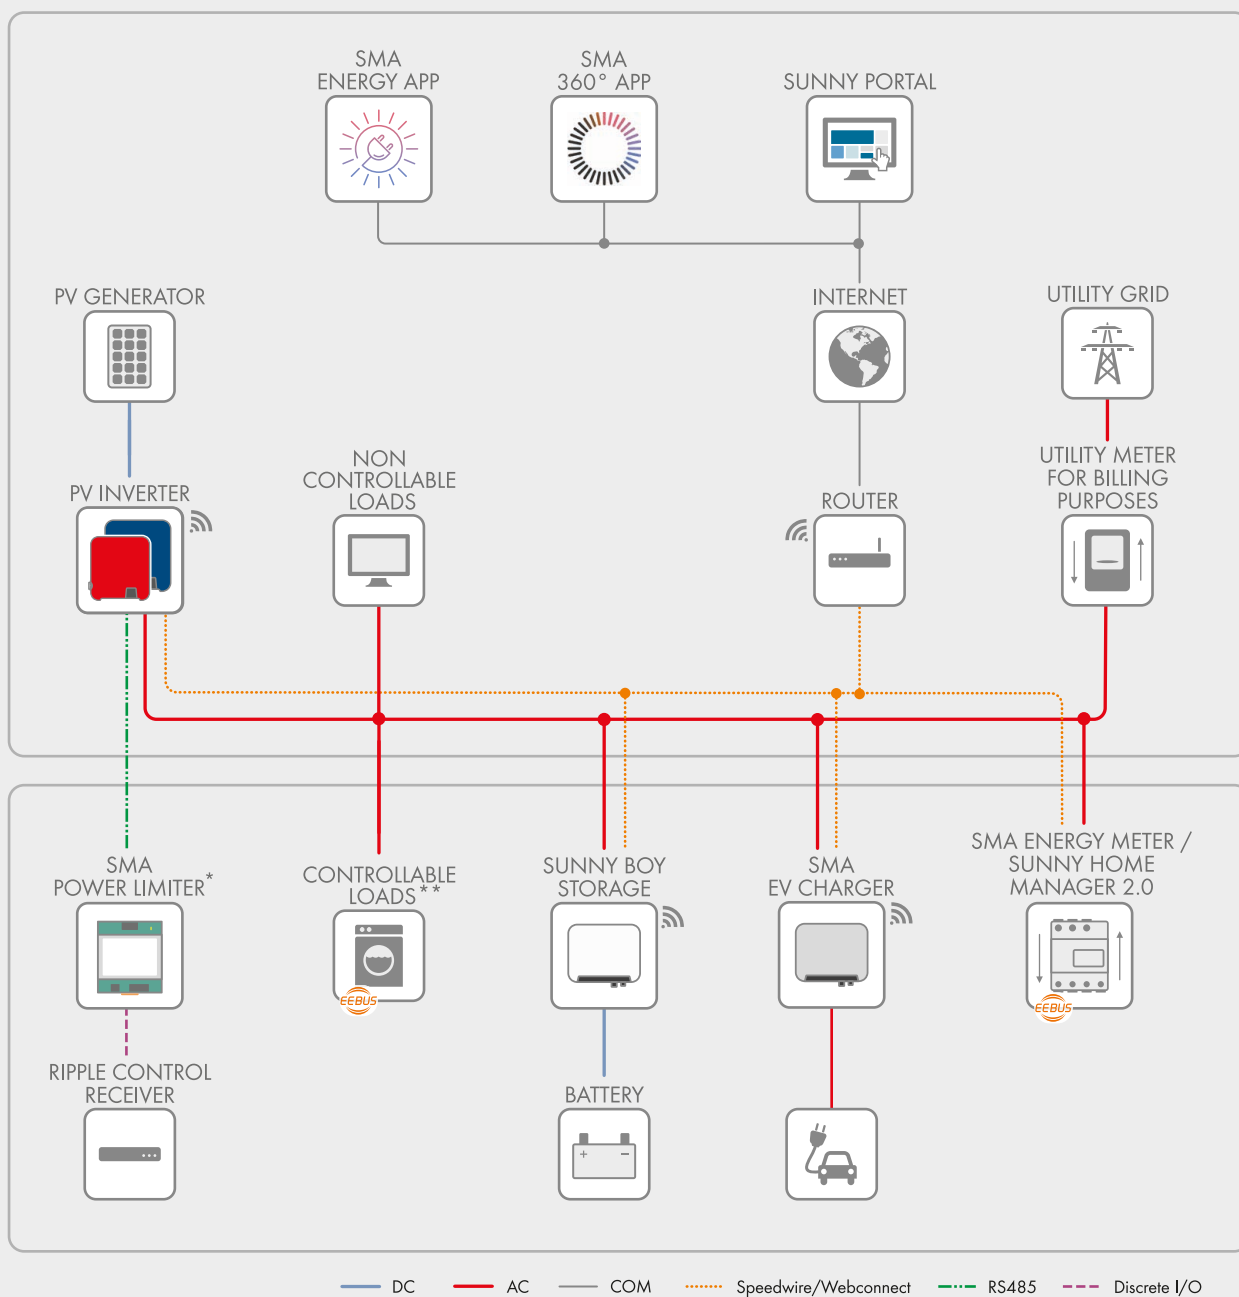 SMA
ENERGY APP
SMA
360° APP
SUNNY PORTAL
PV GENERATOR
INTERNET
UTILITY GRID
PV INVERTER
NON
CONTROLLABLE
LOADS
ROUTER
UTILITY METER
FOR BILLING
PURPOSES
SMA
POWER LIMITER*
CONTROLLABLE
LOADS**
EEBUS
SUNNY BOY
STORAGE
SMA
EV CHARGER
SMA ENERGY METER /
SUNNY HOME
MANAGER 2.0
EEBUS
RIPPLE CONTROL
RECEIVER
BATTERY
+ −
DC AC COM Speedwire/Webconnect RS485 Discrete I/O